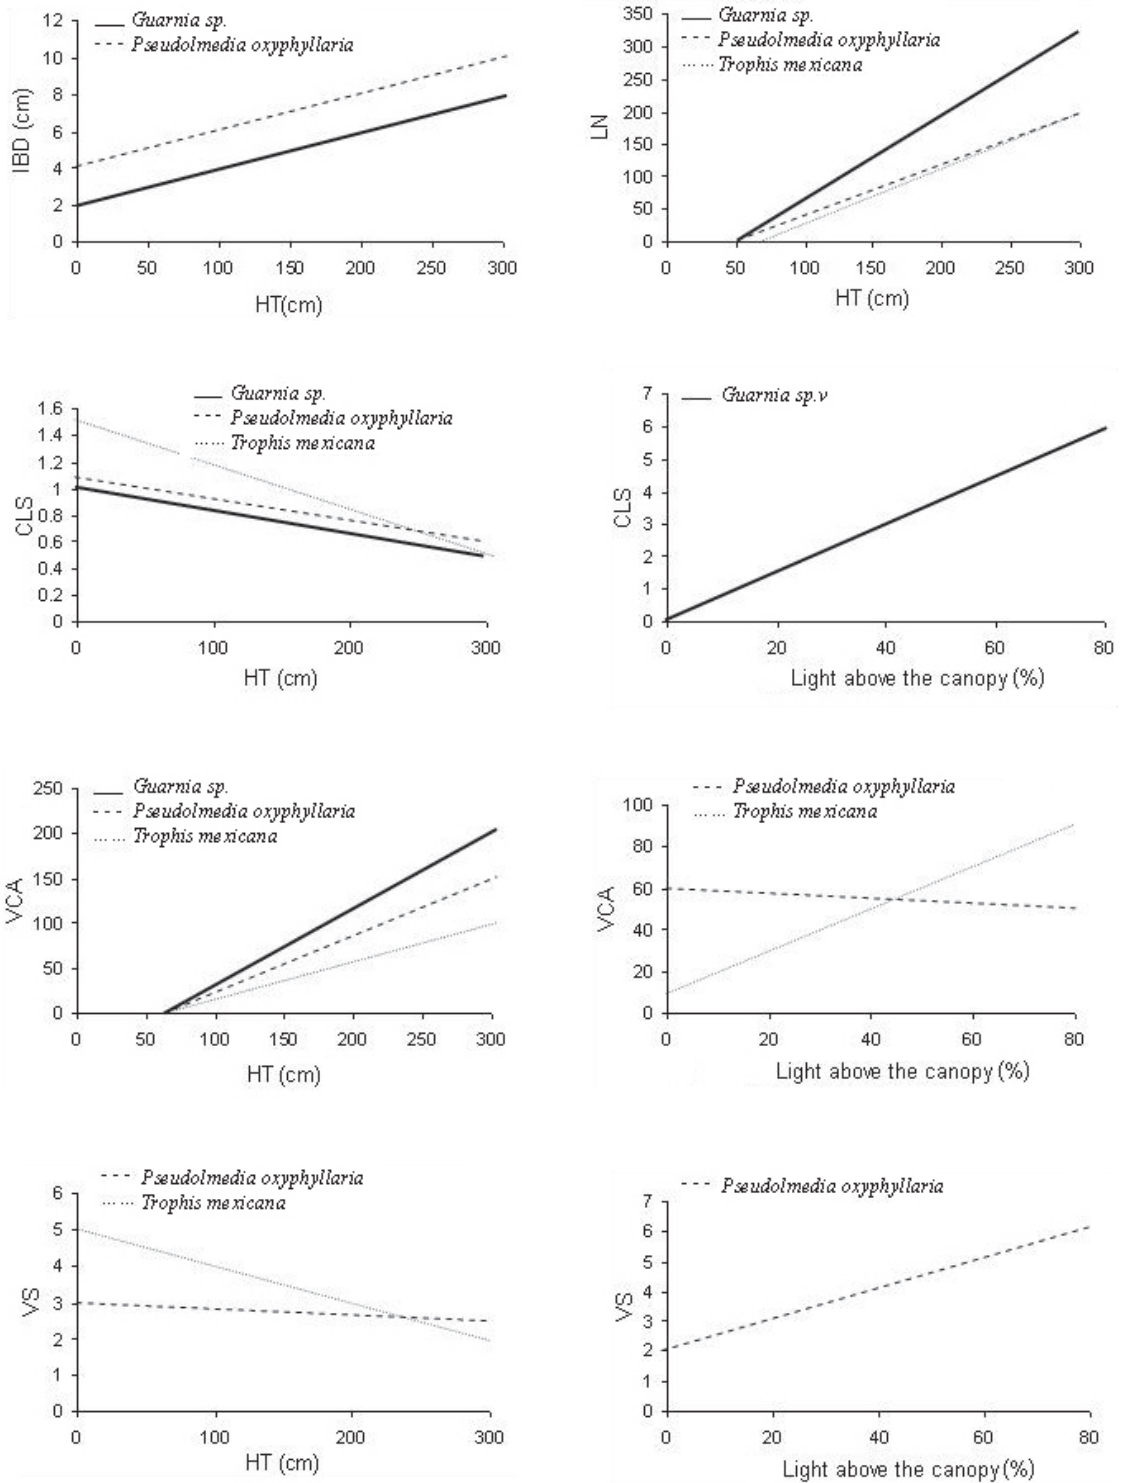 Guarnia sp.
Pseudolmedia oxyphyllaria
12
10
8
6
4
2
0
IBD (cm)
0 50 100 150 200 250 300
HT(cm)
Guarnia sp.
Pseudolmedia oxyphyllaria
Trophis mexicana
350
300
250
200
150
100
50
0
LN
0 50 100 150 200 250 300
HT (cm)
Guarnia sp.
Pseudolmedia oxyphyllaria
Trophis mexicana
1.6
1.4
1.2
1
0.8
0.6
0.4
0.2
0
CLS
0 100 200 300
HT (cm)
Guarnia sp.v
7
6
5
4
3
2
1
0
CLS
0 20 40 60 80
Light above the canopy (%)
Guarnia sp.
Pseudolmedia oxyphyllaria
Trophis mexicana
250
200
150
100
50
0
VCA
0 50 100 150 200 250 300
HT (cm)
Pseudolmedia oxyphyllaria
Trophis mexicana
100
80
60
40
20
0
VCA
0 20 40 60 80
Light above the canopy (%)
Pseudolmedia oxyphyllaria
Trophis mexicana
6
5
4
3
2
1
0
VS
0 100 200 300
HT (cm)
Pseudolmedia oxyphyllaria
7
6
5
4
3
2
1
0
VS
0 20 40 60 80
Light above the canopy (%)